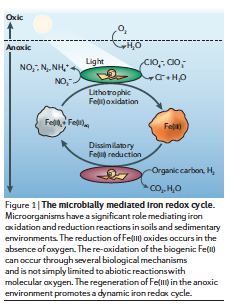 Oxic
Anoxic
O₂
H₂O
Light
NO₂⁻, N₂, NH₄⁺
NO₃⁻
ClO₄⁻, ClO₃⁻
Cl⁻ + H₂O
Lithotrophic
Fe(II) oxidation
Fe(II)ₛ + Fe(II)
Fe(III)
Dissimilatory
Fe(III) reduction
Organic carbon, H₂
CO₂, H₂O
Figure 1 | The microbially mediated iron redox cycle.
Microorganisms have a significant role mediating iron
oxidation and reduction reactions in soils and sedimentary
environments. The reduction of Fe(III) oxides occurs in the
absence of oxygen. The re-oxidation of the biogenic Fe(II)
can occur through several biological mechanisms
and is not simply limited to abiotic reactions with
molecular oxygen. The regeneration of Fe(III) in the anoxic
environment promotes a dynamic iron redox cycle.